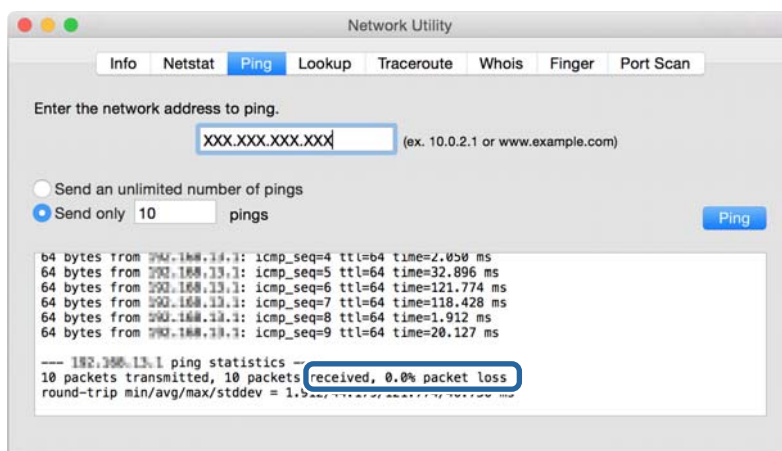 Network Utility
Info Netstat Ping Lookup Traceroute Whois Finger Port Scan
Enter the network address to ping.
XXX.XXX.XXX.XXX (ex. 10.0.2.1 or www.example.com)
Send an unlimited number of pings
Send only 10 pings
Ping
64 bytes from : icmp_seq=4 ttl=64 time=2.050 ms
64 bytes from : icmp_seq=5 ttl=64 time=32.896 ms
64 bytes from : icmp_seq=6 ttl=64 time=121.774 ms
64 bytes from : icmp_seq=7 ttl=64 time=118.428 ms
64 bytes from : icmp_seq=8 ttl=64 time=1.912 ms
64 bytes from : icmp_seq=9 ttl=64 time=20.127 ms
--- ping statistics --
10 packets transmitted, 10 packets received, 0.0% packet loss
round-trip min/avg/max/stddev = ms